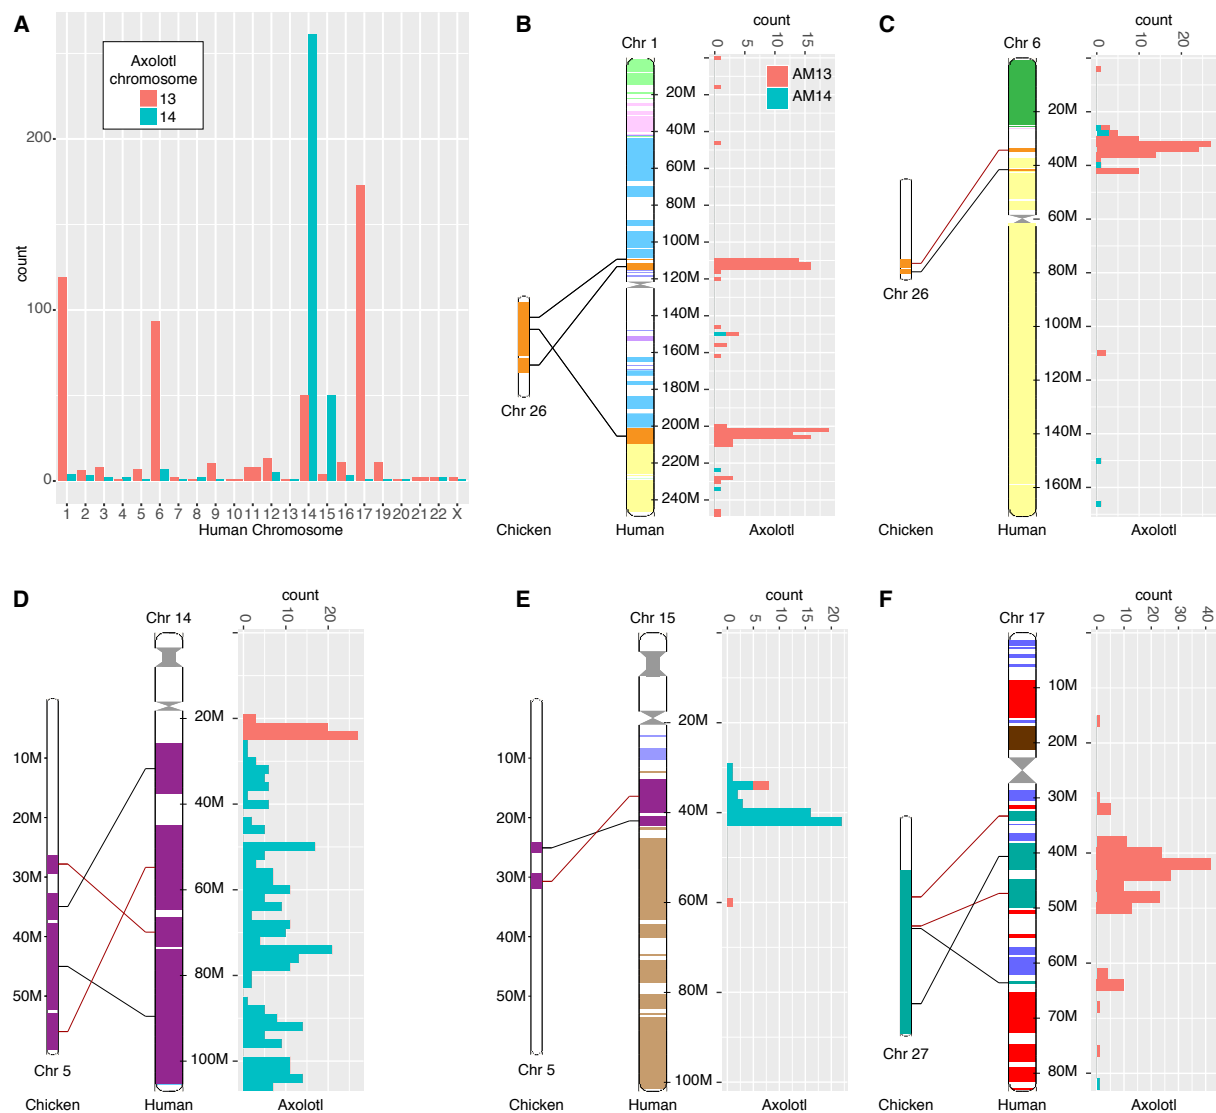 A
Axolotl
chromosome
13
14
count
200
100
0
1 2 3 4 5 6 7 8 9 10 11 12 13 14 15 16 17 19 20 21 22 X
Human Chromosome
B
count
0 5 10 15
Chr 1
AM13
AM14
20M
40M
60M
80M
100M
120M
140M
160M
180M
200M
220M
240M
Chr 26
Chicken Human Axolotl
C
count
0 10 20
Chr 6
20M
40M
60M
80M
100M
120M
140M
160M
Chr 26
Chicken Human Axolotl
D
count
0 10 20
Chr 14
20M
40M
60M
80M
100M
10M
20M
30M
40M
50M
Chr 5
Chicken Human Axolotl
E
count
0 5 10 15 20
Chr 15
20M
40M
60M
80M
100M
10M
20M
30M
40M
50M
Chr 5
Chicken Human Axolotl
F
count
0 10 20 30 40
Chr 17
10M
20M
30M
40M
50M
60M
70M
80M
Chr 27
Chicken Human Axolotl